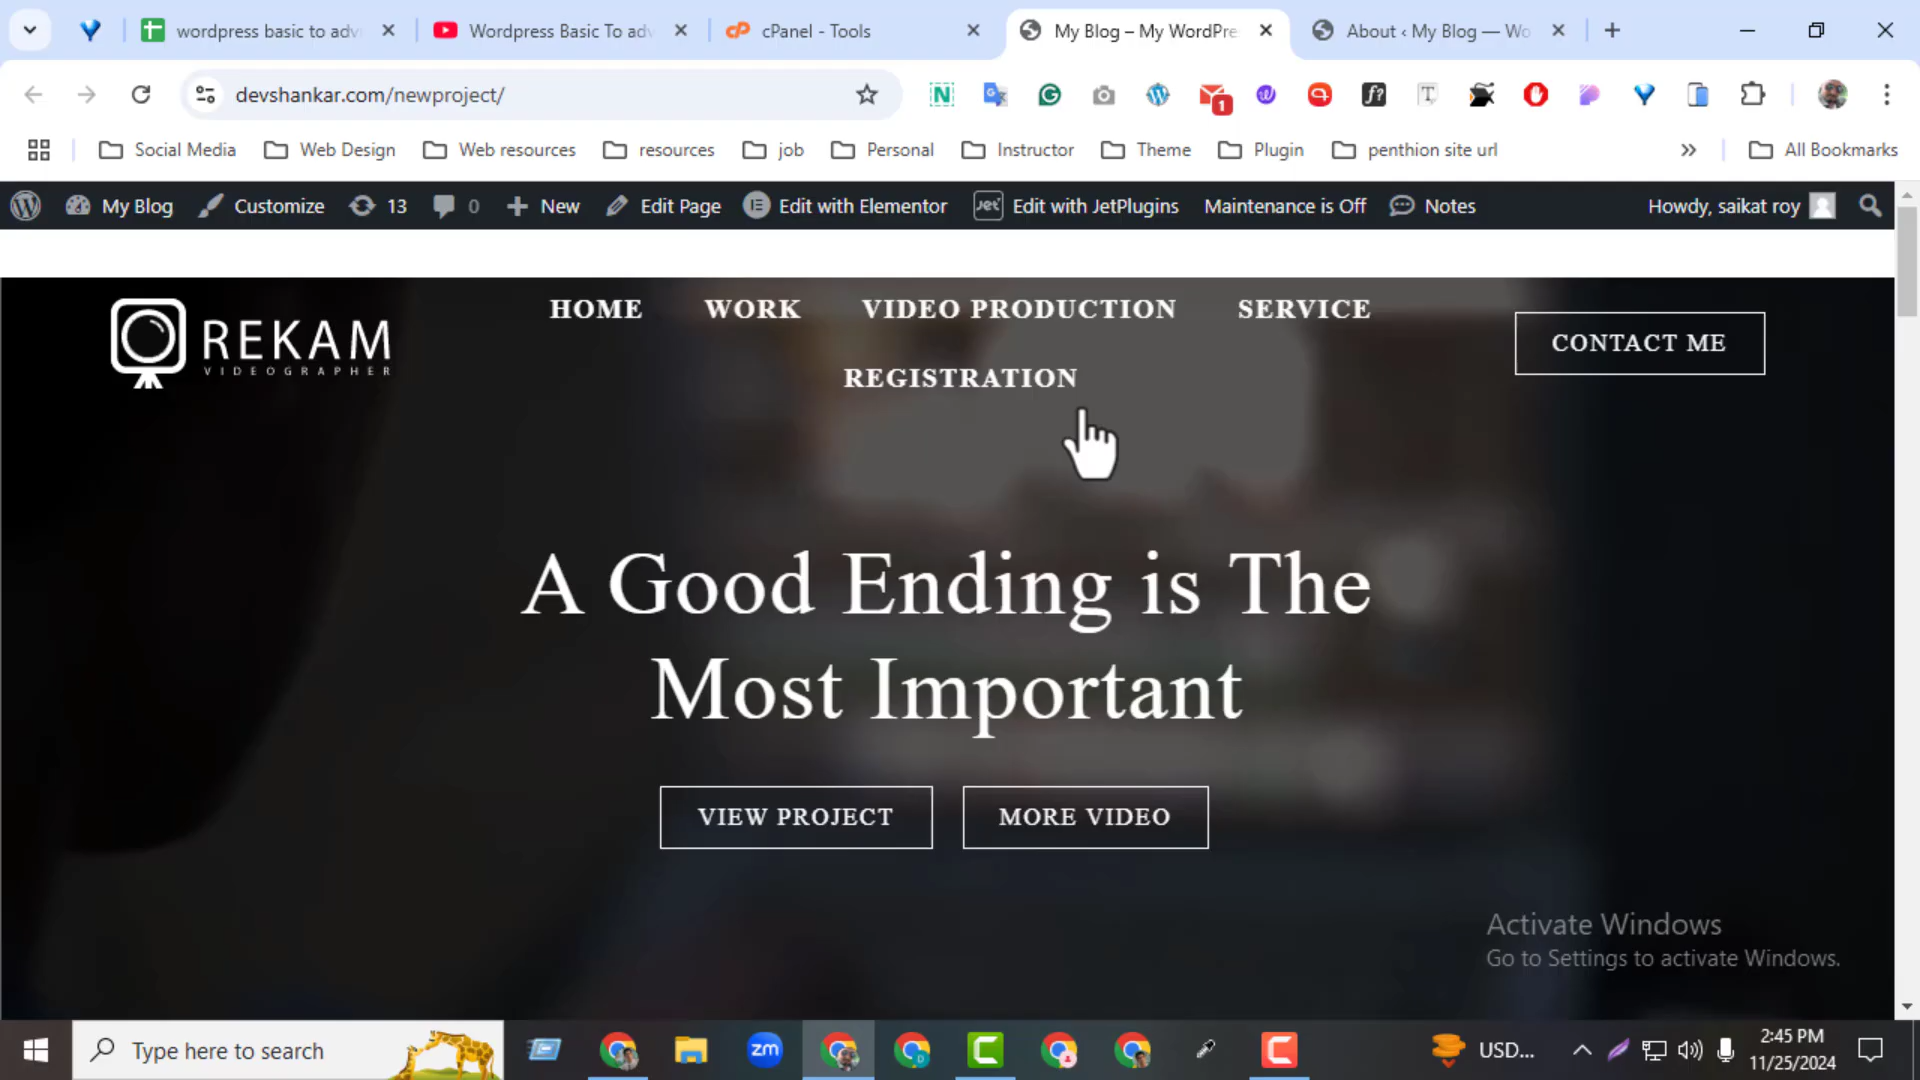 wordpress basic to adv
Wordpress Basic To adv
cPanel - Tools
My Blog – My WordPre
About ‹ My Blog — Wo
devshankar.com/newproject/
1
Social Media
Web Design
Web resources
resources
job
Personal
Instructor
Theme
Plugin
penthion site url
All Bookmarks
My Blog
Customize
13
0
New
Edit Page
Edit with Elementor
Jet
Edit with JetPlugins
Maintenance is Off
Notes
Howdy, saikat roy
REKAM
VIDEOGRAPHER
HOME
WORK
VIDEO PRODUCTION
SERVICE
REGISTRATION
CONTACT ME
A Good Ending is The
Most Important
VIEW PROJECT
MORE VIDEO
Activate Windows
Go to Settings to activate Windows.
Type here to search
zm
USD...
2:45 PM
11/25/2024